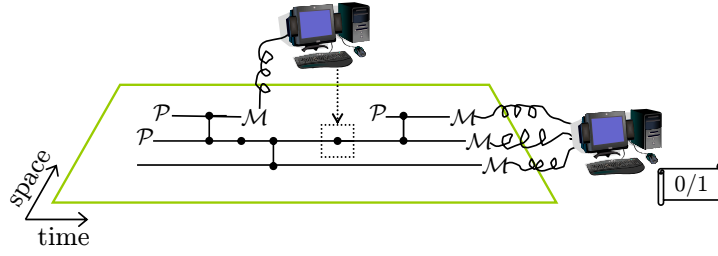 𝒫 ℳ 𝒫 ℳ
𝒫 ℳ
ℳ
0/1
space
time